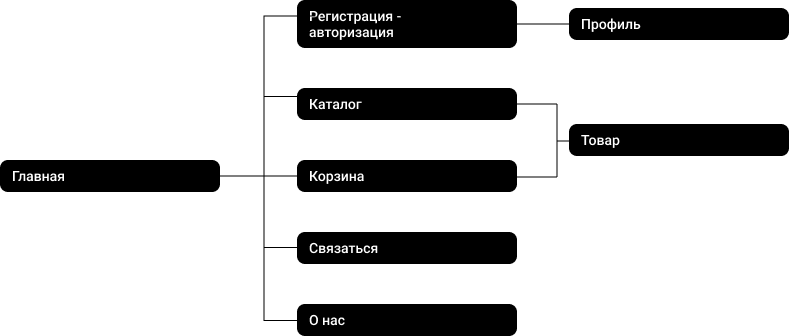 Регистрация -
авторизация
Профиль
Каталог
Товар
Главная
Корзина
Связаться
О нас